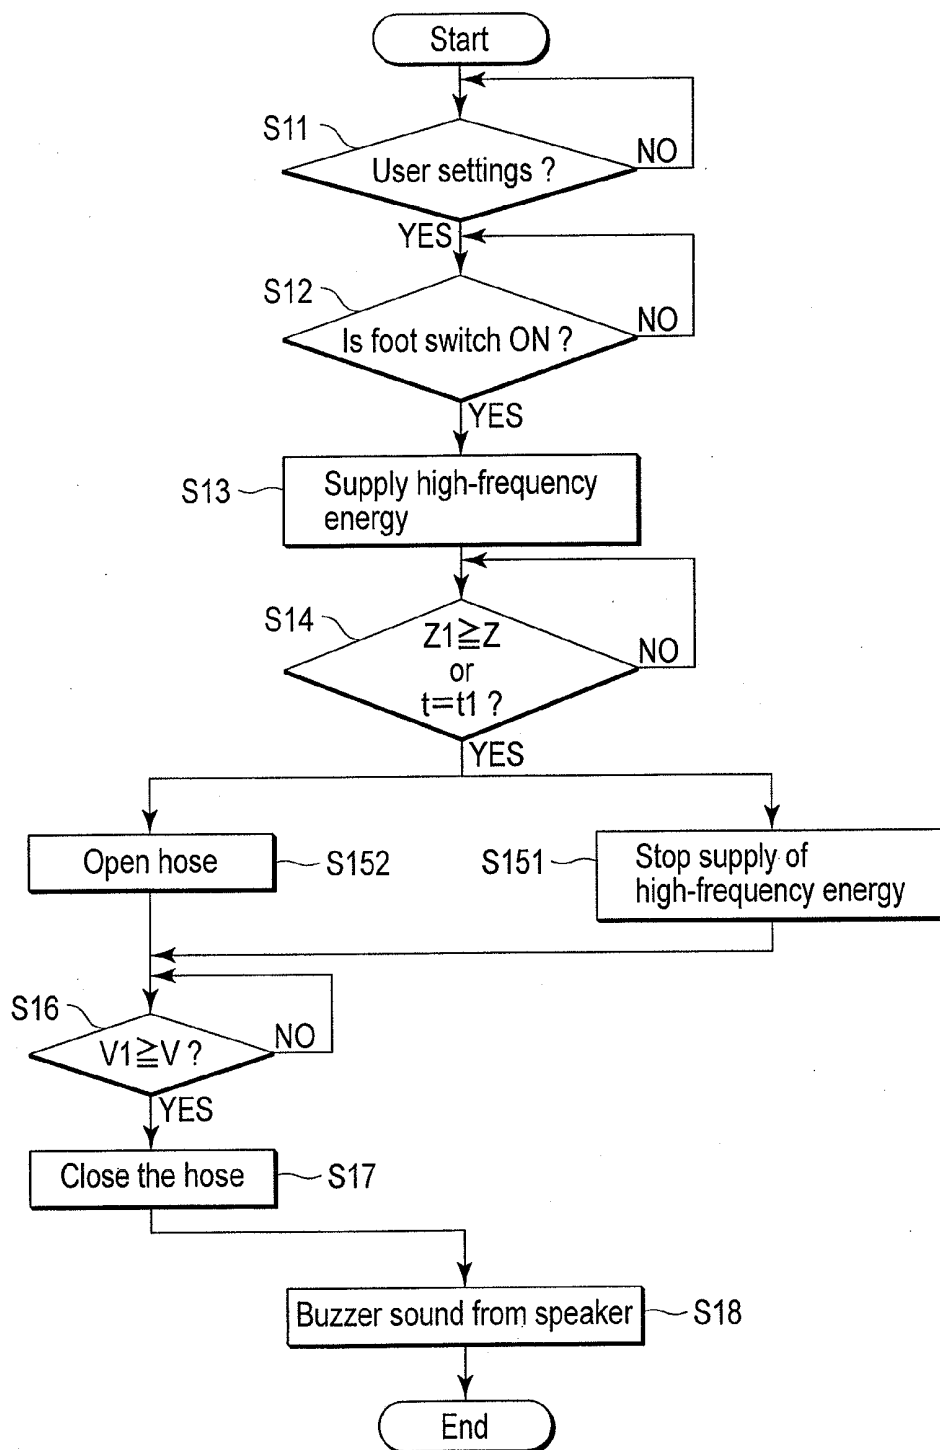 Start
S11
User settings ?
NO
YES
S12
Is foot switch ON ?
NO
YES
S13
Supply high-frequency
energy
S14
Z1≧Z
or
t=t1 ?
NO
YES
Open hose
S152
S151
Stop supply of
high-frequency energy
S16
V1≧V ?
NO
YES
Close the hose
S17
Buzzer sound from speaker
S18
End